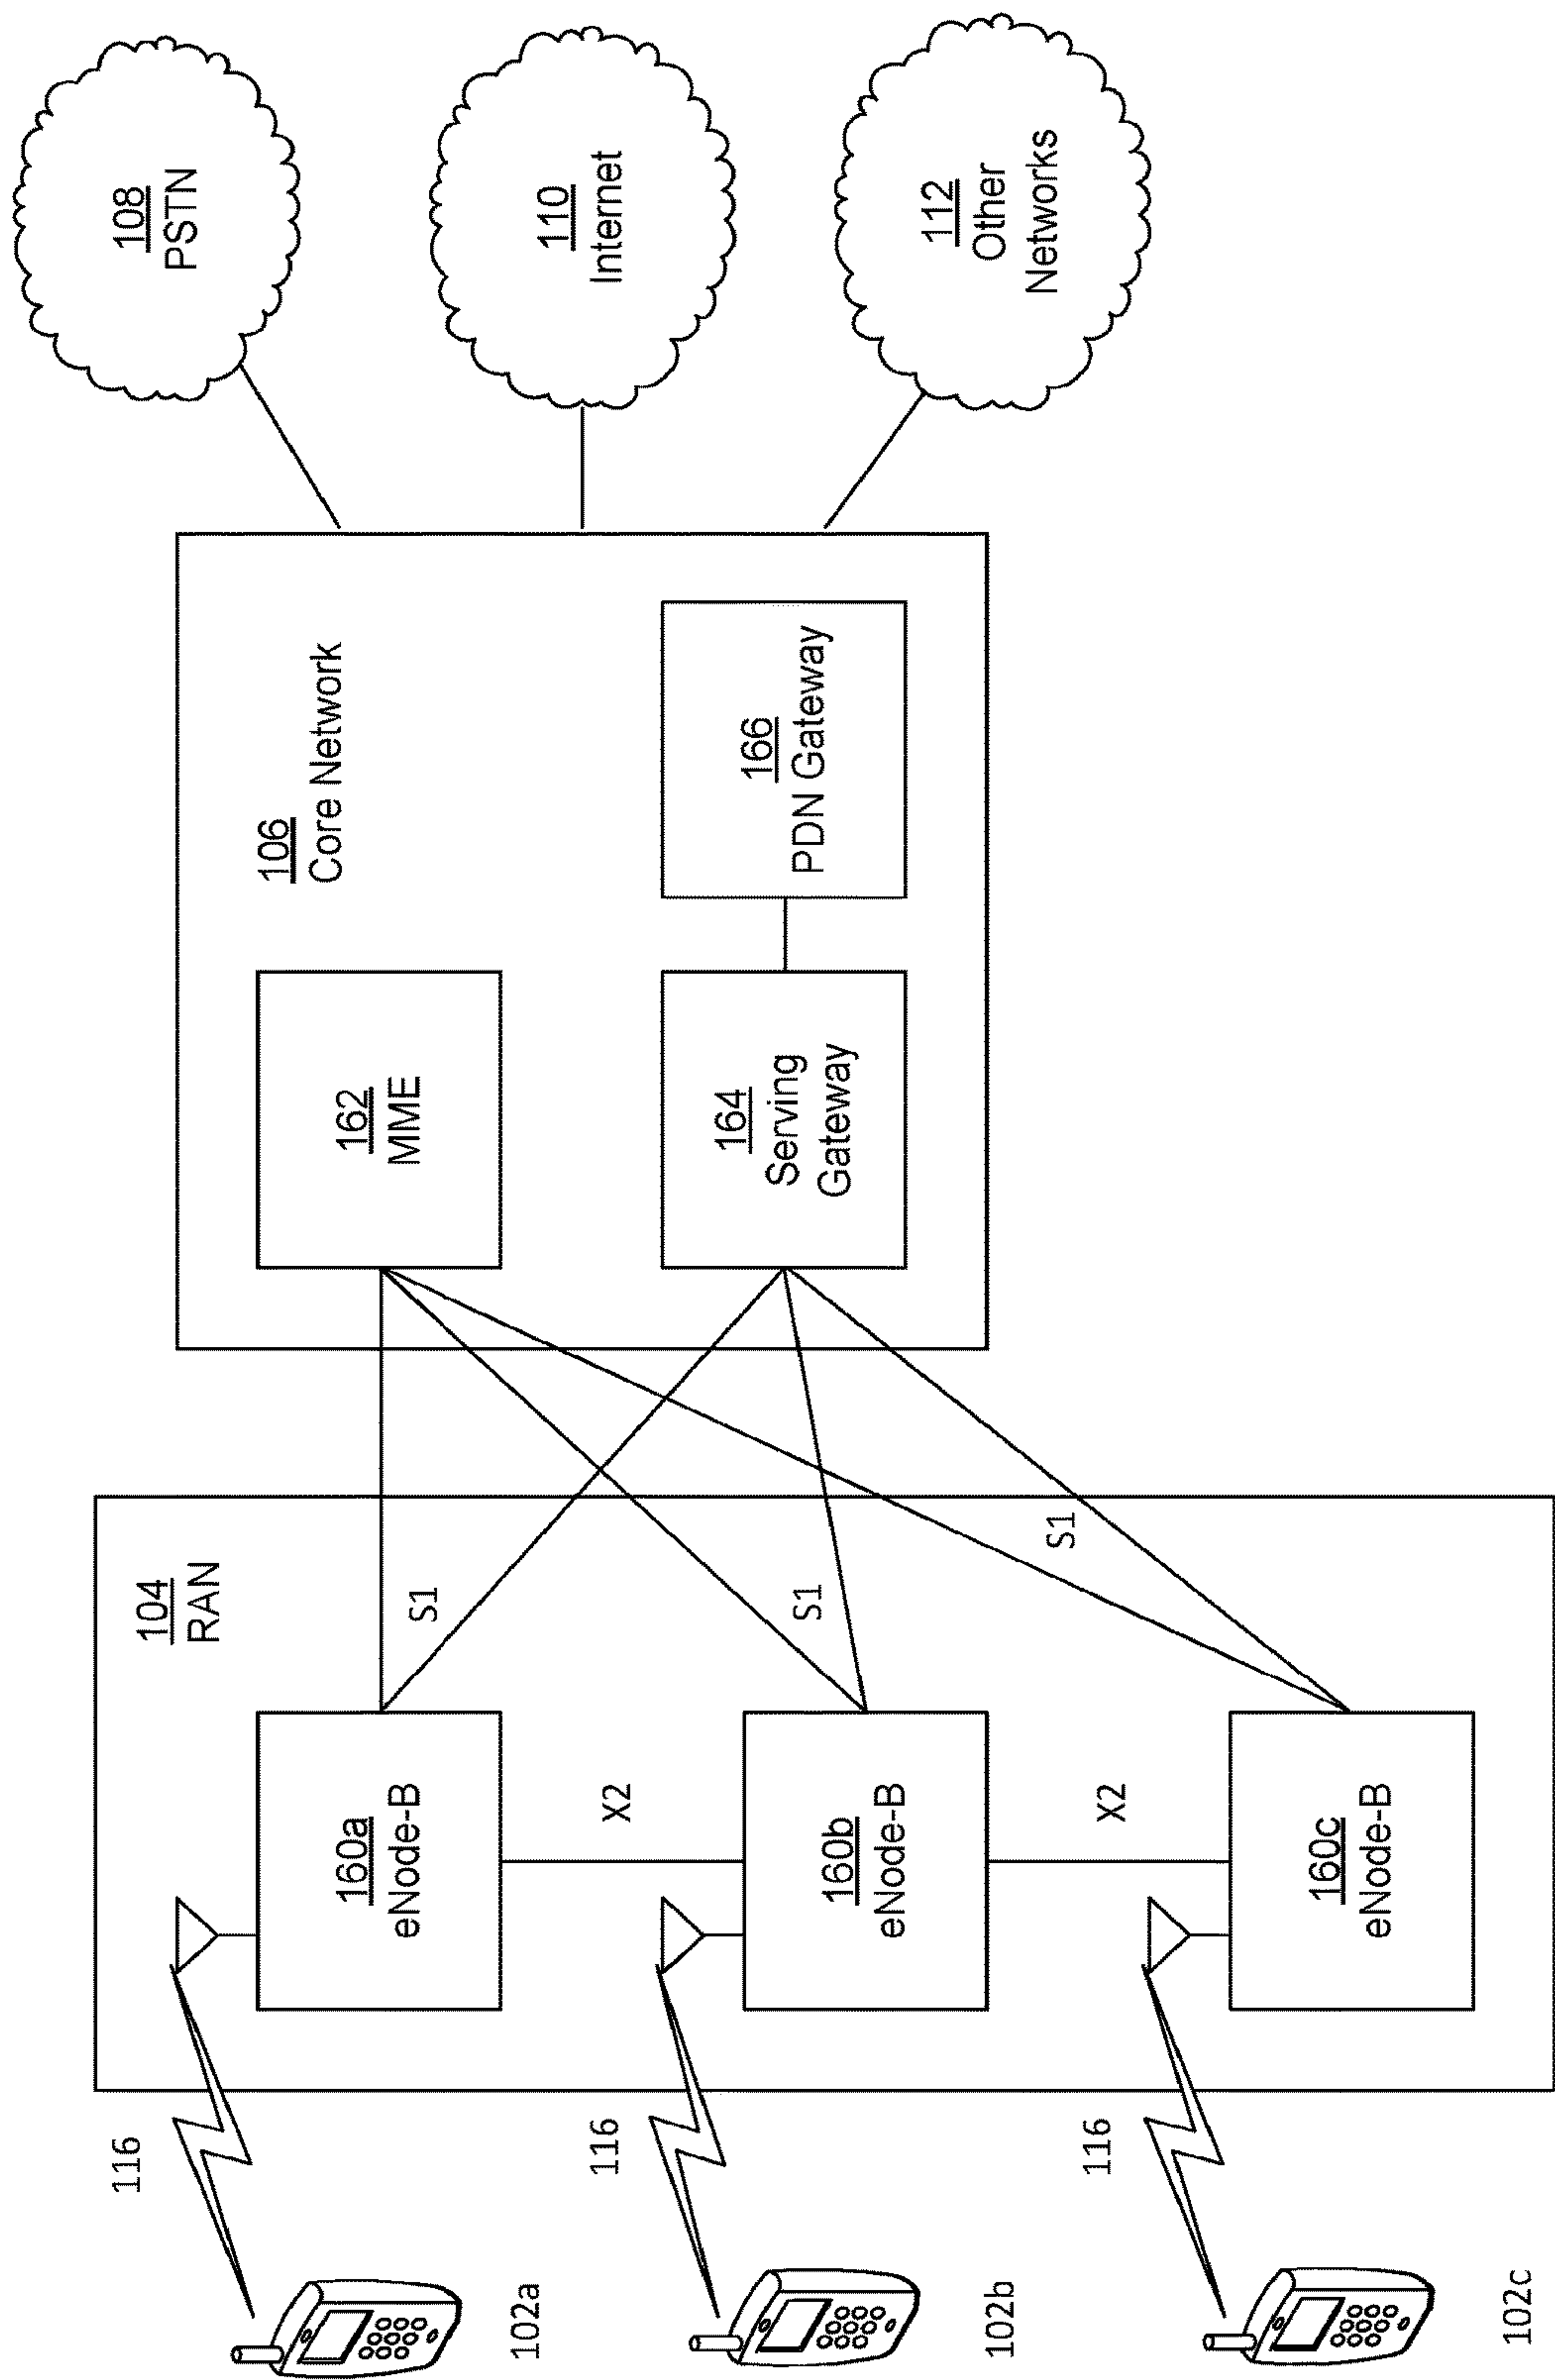 116
102a
116
102b
116
102c
104
RAN
160a
eNode-B
X2
160b
eNode-B
X2
160c
eNode-B
S1
S1
S1
106
Core Network
162
MME
164
Serving
Gateway
166
PDN Gateway
108
PSTN
110
Internet
112
Other
Networks